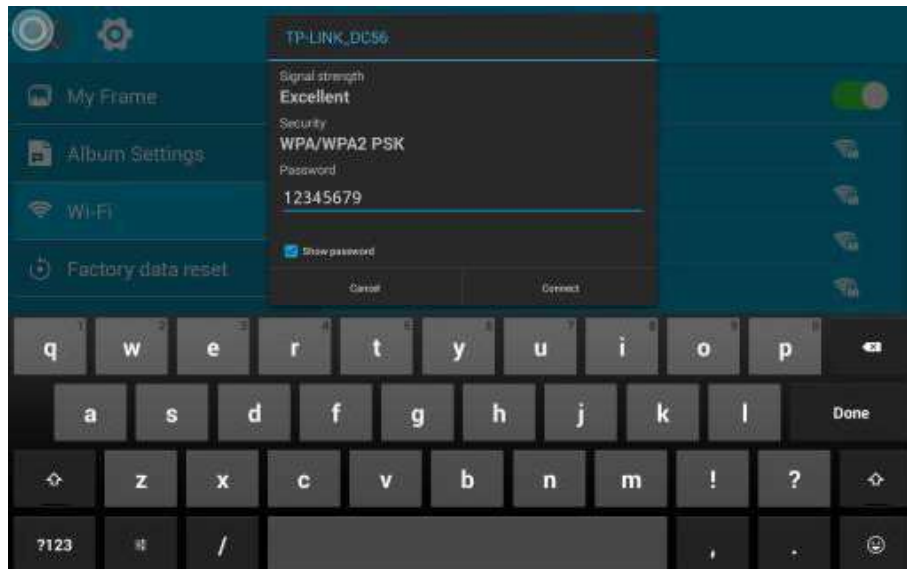 TP-LINK_DC56
Signal strength
Excellent
Security
WPA/WPA2 PSK
Password
12345679
Show password
Cancel
Connect
My Frame
Album Settings
Wi-Fi
Factory data reset
q w e r t y u i o p
a s d f g h j k l Done
z x c v b n m ! ?
?123 / , .